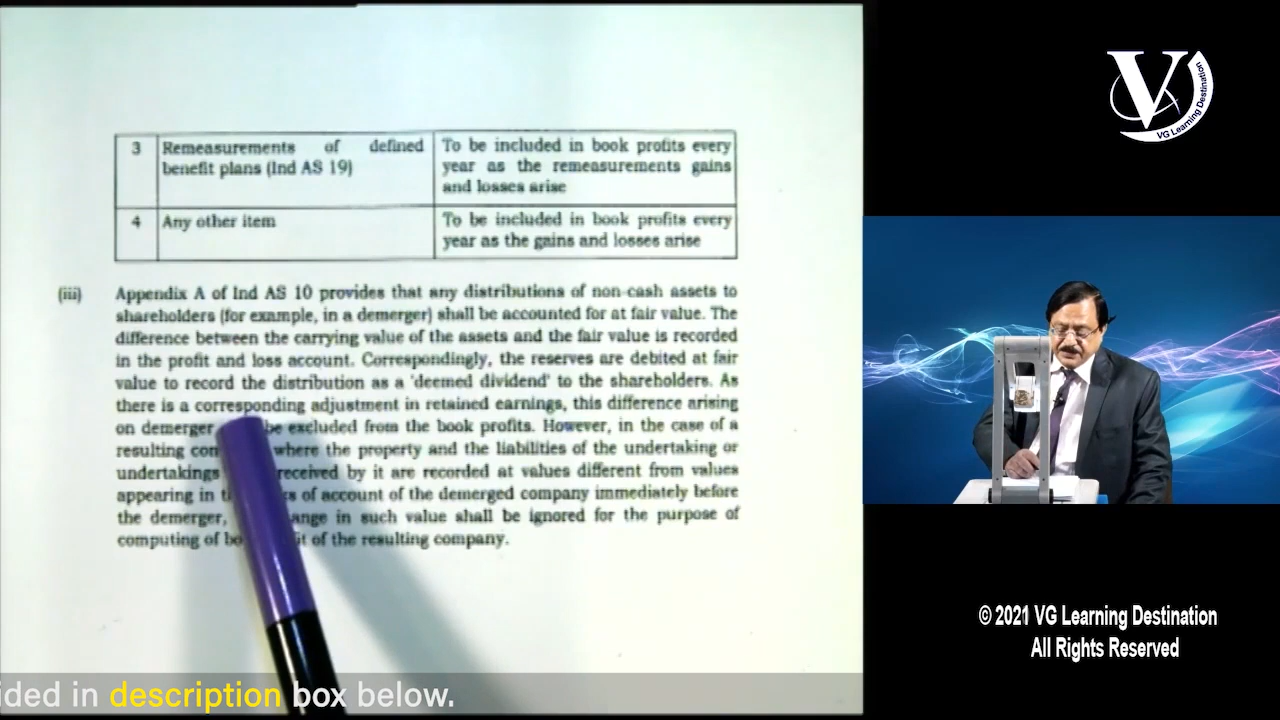 3 Remeasurements of defined benefit plans (Ind AS 19) To be included in book profits every year as the remeasurements gains and losses arise
4 Any other item To be included in book profits every year as the gains and losses arise
(iii) Appendix A of Ind AS 10 provides that any distributions of non-cash assets to
shareholders (for example, in a demerger) shall be accounted for at fair value. The
difference between the carrying value of the assets and the fair value is recorded
in the profit and loss account. Correspondingly, the reserves are debited at fair
value to record the distribution as a 'deemed dividend' to the shareholders. As
there is a corresponding adjustment in retained earnings, this difference arising
on demerger be excluded from the book profits. However, in the case of a
resulting where the property and the liabilities of the undertaking or
undertakings received by it are recorded at values different from values
appearing in of account of the demerged company immediately before
the demerger, in such value shall be ignored for the purpose of
computing of of the resulting company.
V
VG Learning Destination
© 2021 VG Learning Destination
All Rights Reserved
ided in description box below.